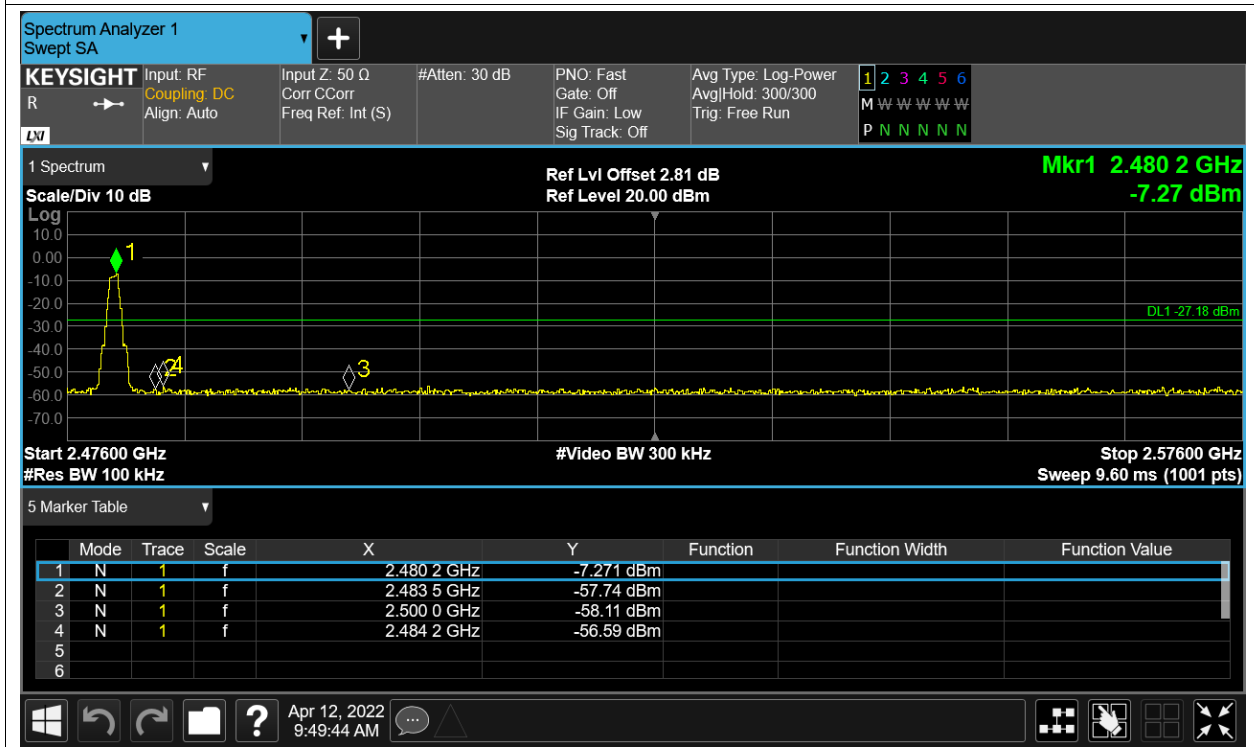 Spectrum Analyzer 1
Swept SA
+
KEYSIGHT
R
LXI
Input: RF
Coupling: DC
Align: Auto
Input Z: 50 Ω
Corr CCorr
Freq Ref: Int (S)
#Atten: 30 dB
PNO: Fast
Gate: Off
IF Gain: Low
Sig Track: Off
Avg Type: Log-Power
Avg|Hold: 300/300
Trig: Free Run
1 2 3 4 5 6
M W W W W W
P N N N N N
1 Spectrum
Scale/Div 10 dB
Ref Lvl Offset 2.81 dB
Ref Level 20.00 dBm
Mkr1 2.480 2 GHz
-7.27 dBm
Log
10.0
0.00
-10.0
-20.0
-30.0
-40.0
-50.0
-60.0
-70.0
1
2
4
3
DL1 -27.18 dBm
Start 2.47600 GHz
#Res BW 100 kHz
#Video BW 300 kHz
Stop 2.57600 GHz
Sweep 9.60 ms (1001 pts)
5 Marker Table
Mode Trace Scale X Y Function Function Width Function Value
1 N 1 f 2.480 2 GHz -7.271 dBm
2 N 1 f 2.483 5 GHz -57.74 dBm
3 N 1 f 2.500 0 GHz -58.11 dBm
4 N 1 f 2.484 2 GHz -56.59 dBm
5
6
?
Apr 12, 2022
9:49:44 AM